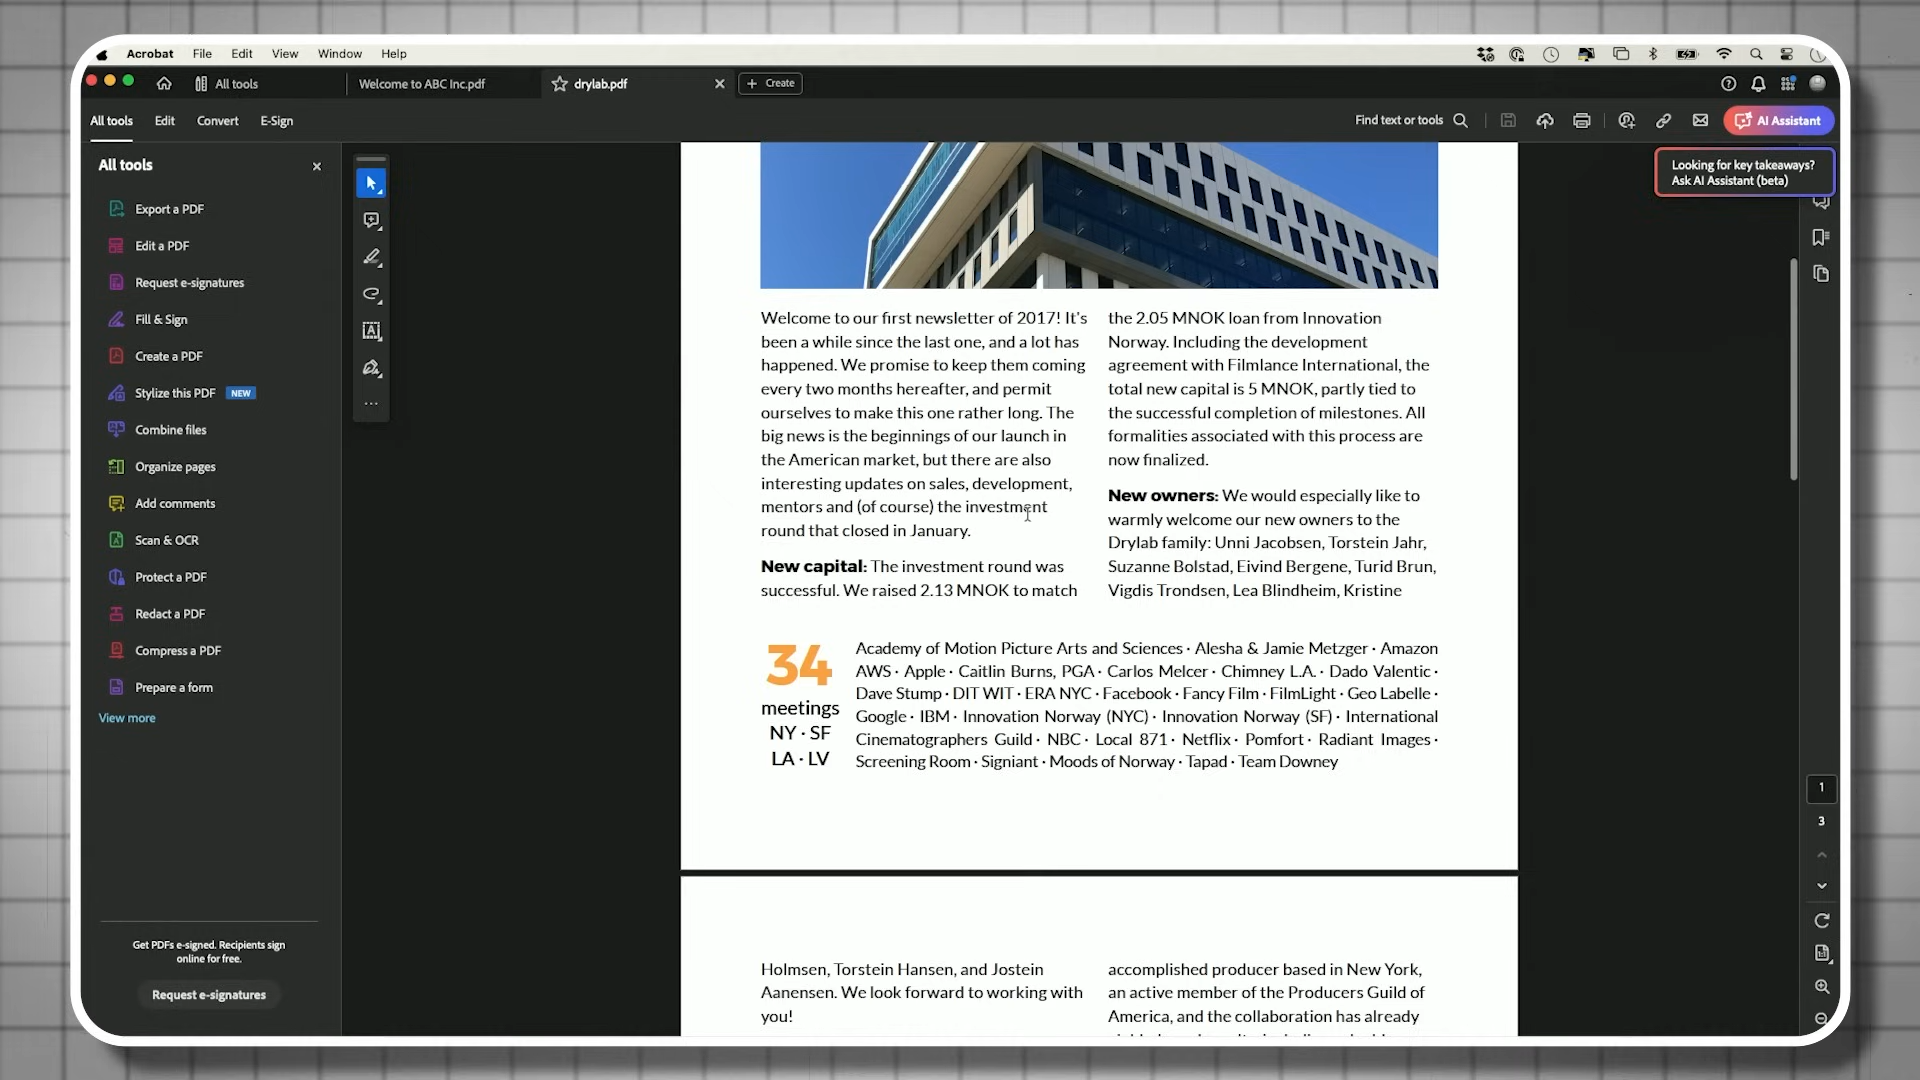 Acrobat File Edit View Window Help
All tools
Welcome to ABC Inc.pdf
drylab.pdf
Create
All tools Edit Convert E-Sign
Find text or tools
AI Assistant
Looking for key takeaways?
Ask AI Assistant (beta)
All tools
Export a PDF
Edit a PDF
Request e-signatures
Fill & Sign
Create a PDF
Stylize this PDF NEW
Combine files
Organize pages
Add comments
Scan & OCR
Protect a PDF
Redact a PDF
Compress a PDF
Prepare a form
View more
Get PDFs e-signed. Recipients sign
online for free.
Request e-signatures
Welcome to our first newsletter of 2017! It's
been a while since the last one, and a lot has
happened. We promise to keep them coming
every two months hereafter, and permit
ourselves to make this one rather long. The
big news is the beginnings of our launch in
the American market, but there are also
interesting updates on sales, development,
mentors and (of course) the investment
round that closed in January.
New capital: The investment round was
successful. We raised 2.13 MNOK to match
the 2.05 MNOK loan from Innovation
Norway. Including the development
agreement with Filmlance International, the
total new capital is 5 MNOK, partly tied to
the successful completion of milestones. All
formalities associated with this process are
now finalized.
New owners: We would especially like to
warmly welcome our new owners to the
Drylab family: Unni Jacobsen, Torstein Jahr,
Suzanne Bolstad, Eivind Bergene, Turid Brun,
Vigdis Trondsen, Lea Blindheim, Kristine
34
meetings
NY · SF
LA · LV
Academy of Motion Picture Arts and Sciences · Alesha & Jamie Metzger · Amazon
AWS · Apple · Caitlin Burns, PGA · Carlos Melcer · Chimney L.A. · Dado Valentic ·
Dave Stump · DIT WIT · ERA NYC · Facebook · Fancy Film · FilmLight · Geo Labelle ·
Google · IBM · Innovation Norway (NYC) · Innovation Norway (SF) · International
Cinematographers Guild · NBC · Local 871 · Netflix · Pomfort · Radiant Images ·
Screening Room · Signiant · Moods of Norway · Tapad · Team Downey
Holmsen, Torstein Hansen, and Jostein
Aanensen. We look forward to working with
you!
accomplished producer based in New York,
an active member of the Producers Guild of
America, and the collaboration has already
1
3